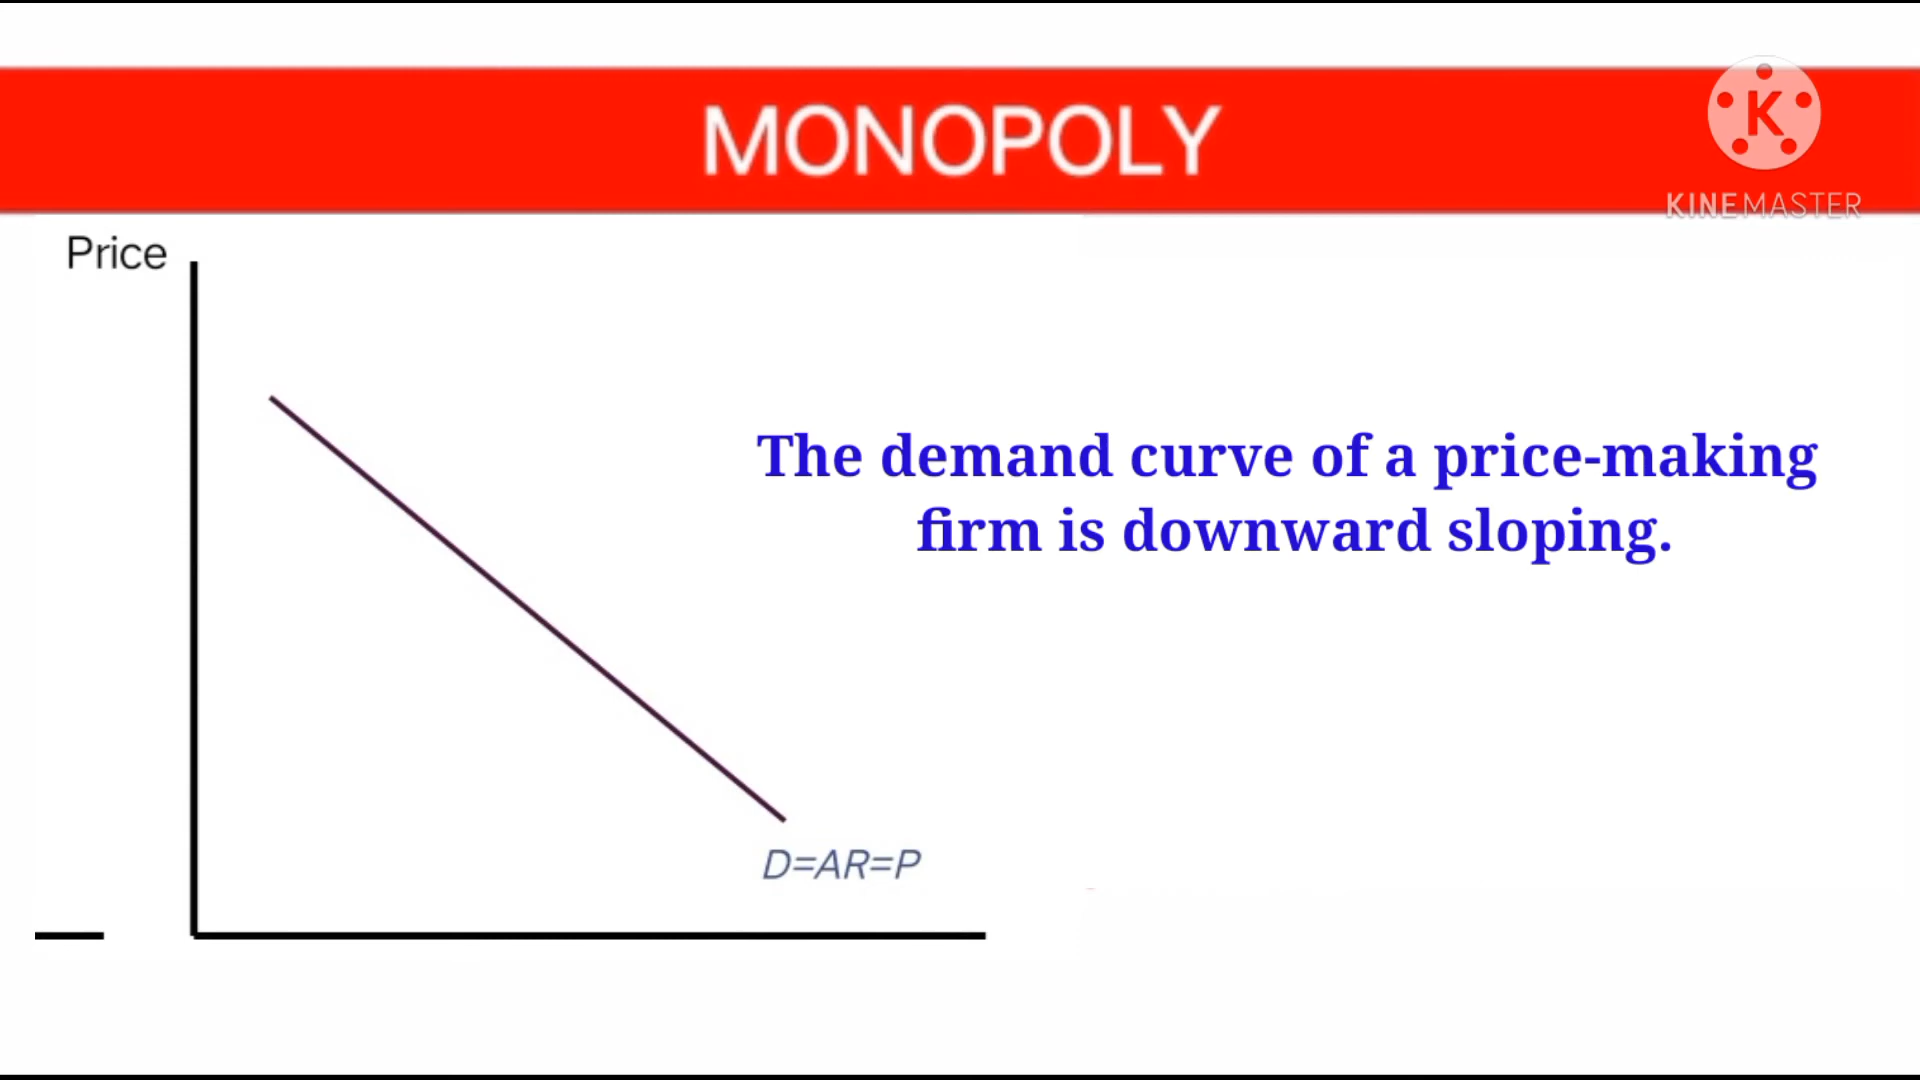 MONOPOLY
K
KINEMASTER
Price
The demand curve of a price-making
firm is downward sloping.
D=AR=P